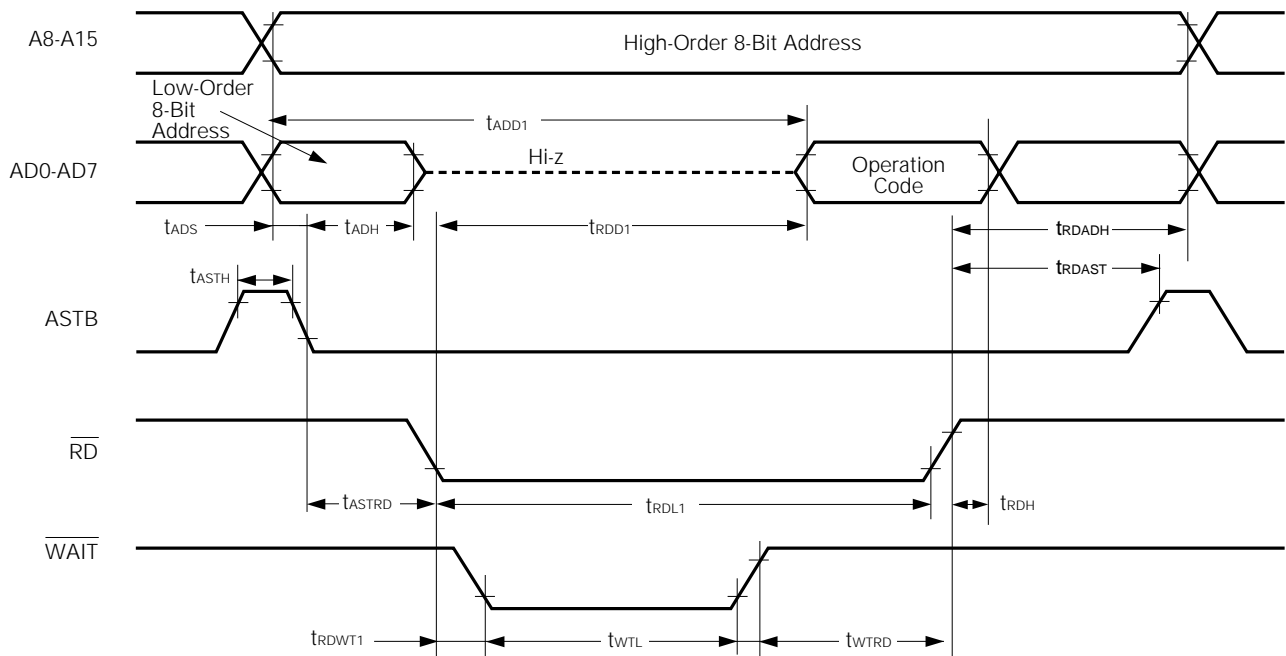 A8-A15
High-Order 8-Bit Address
Low-Order
8-Bit
Address
tADD1
AD0-AD7
Hi-z
Operation
Code
tADS
tADH
tRDD1
tRDADH
tASTH
tRDAST
ASTB
RD
tASTRD
tRDL1
tRDH
WAIT
tRDWT1
tWTL
tWTRD